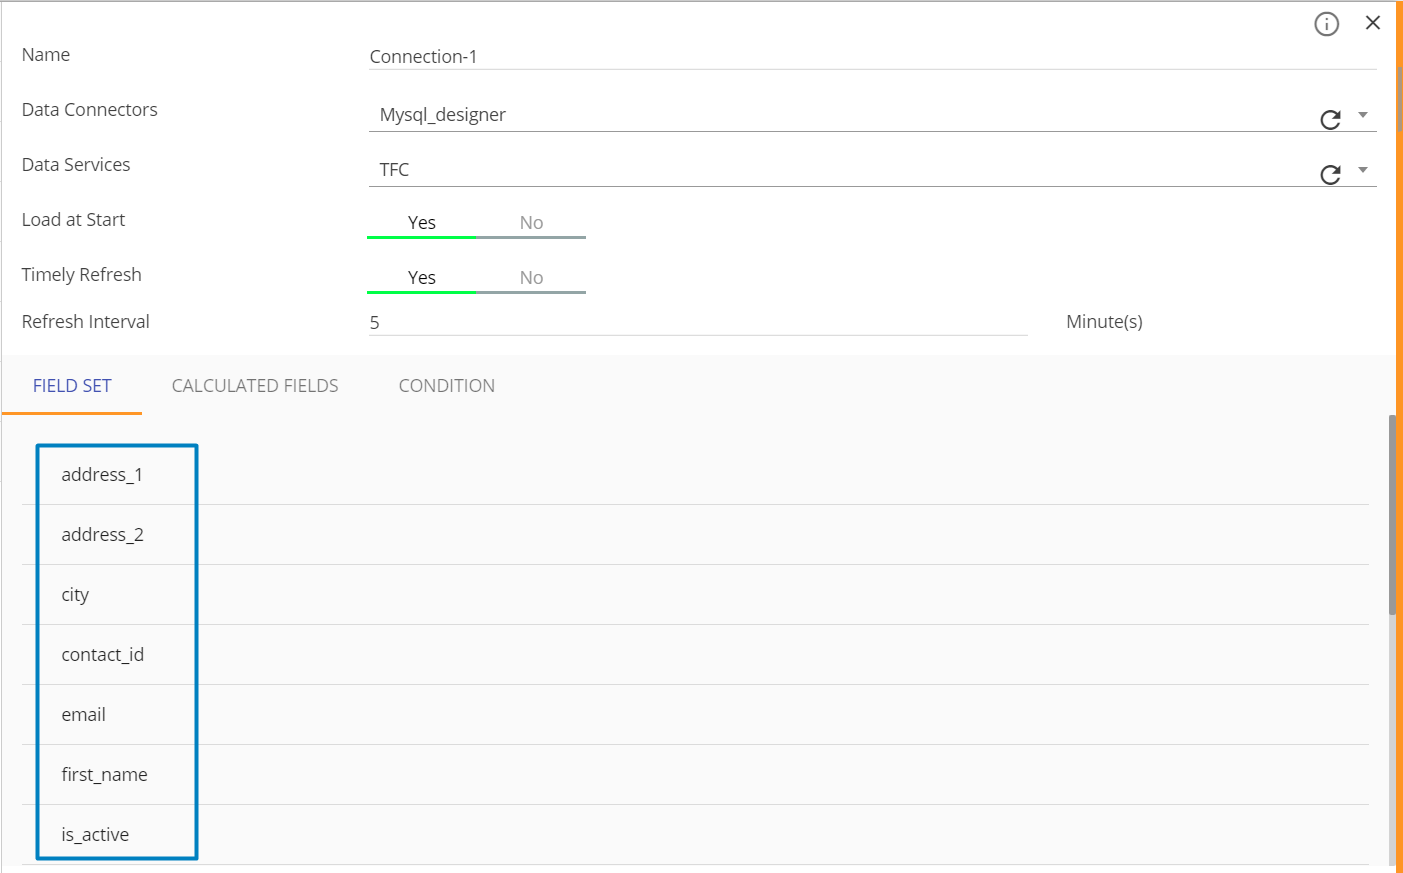 Name Connection-1
Data Connectors Mysql_designer
Data Services TFC
Load at Start Yes No
Timely Refresh Yes No
Refresh Interval 5 Minute(s)
FIELD SET CALCULATED FIELDS CONDITION
address_1
address_2
city
contact_id
email
first_name
is_active